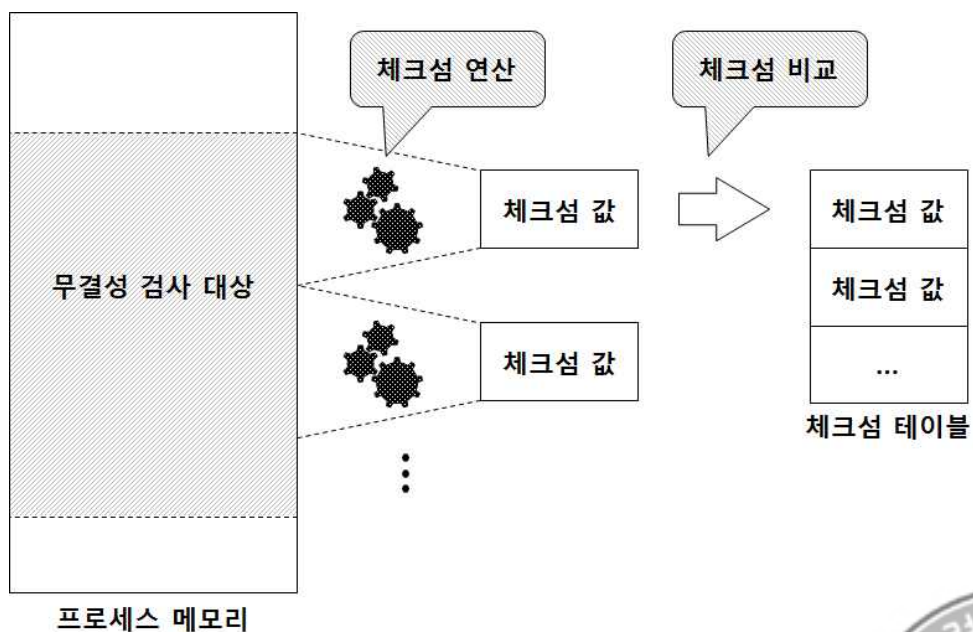 체크섬 연산
체크섬 비교
체크섬 값
체크섬 값
무결성 검사 대상
체크섬 값
체크섬 값
...
체크섬 테이블
프로세스 메모리